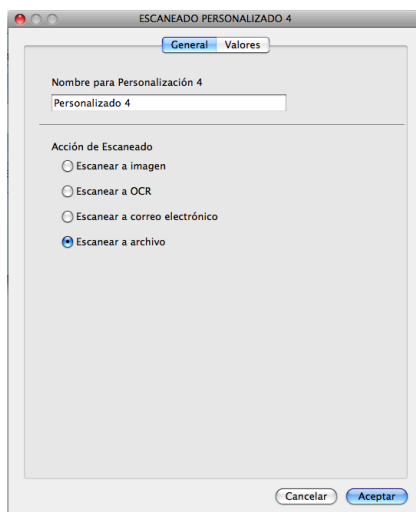 ESCANEADO PERSONALIZADO 4
General Valores
Nombre para Personalización 4
Personalizado 4
Acción de Escaneado
Escanear a imagen
Escanear a OCR
Escanear a correo electrónico
Escanear a archivo
Cancelar Aceptar